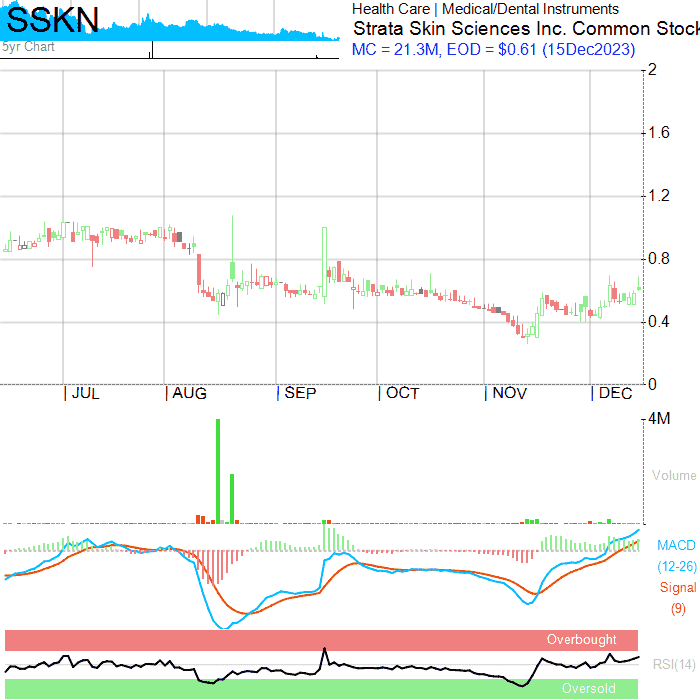 SSKN
5yr Chart
Health Care | Medical/Dental Instruments
Strata Skin Sciences Inc. Common Stock
MC = 21.3M, EOD = $0.61 (15Dec2023)
2
1.6
1.2
0.8
0.4
0
JUL AUG SEP OCT NOV DEC
4M
Volume
MACD
(12-26)
Signal
(9)
Overbought
RSI(14)
Oversold